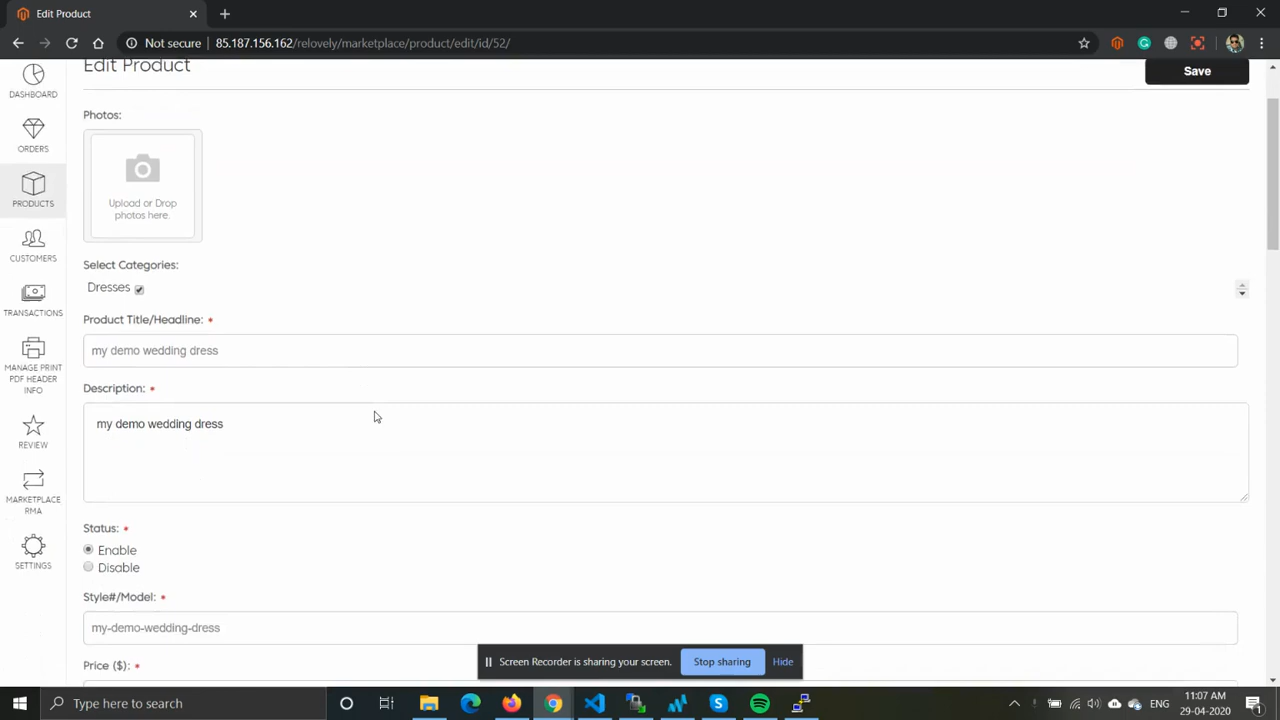 Edit Product
Not secure
85.187.156.162/relovely/marketplace/product/edit/id/52/
Edit Product
Save
DASHBOARD
ORDERS
PRODUCTS
CUSTOMERS
TRANSACTIONS
MANAGE PRINT
PDF HEADER
INFO
REVIEW
MARKETPLACE
RMA
SETTINGS
Photos:
Upload or Drop
photos here.
Select Categories:
Dresses
Product Title/Headline: *
my demo wedding dress
Description: *
my demo wedding dress
Status: *
Enable
Disable
Style#/Model: *
my-demo-wedding-dress
Price ($): *
Screen Recorder is sharing your screen.
Stop sharing
Hide
Type here to search
ENG
11:07 AM
29-04-2020
1